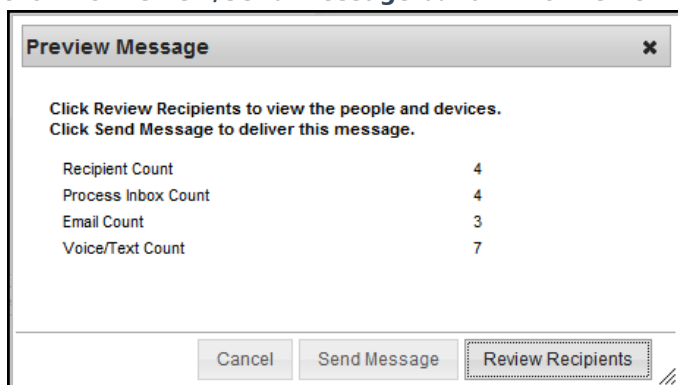 Preview Message
Click Review Recipients to view the people and devices.
Click Send Message to deliver this message.
Recipient Count 4
Process Inbox Count 4
Email Count 3
Voice/Text Count 7
Cancel Send Message Review Recipients